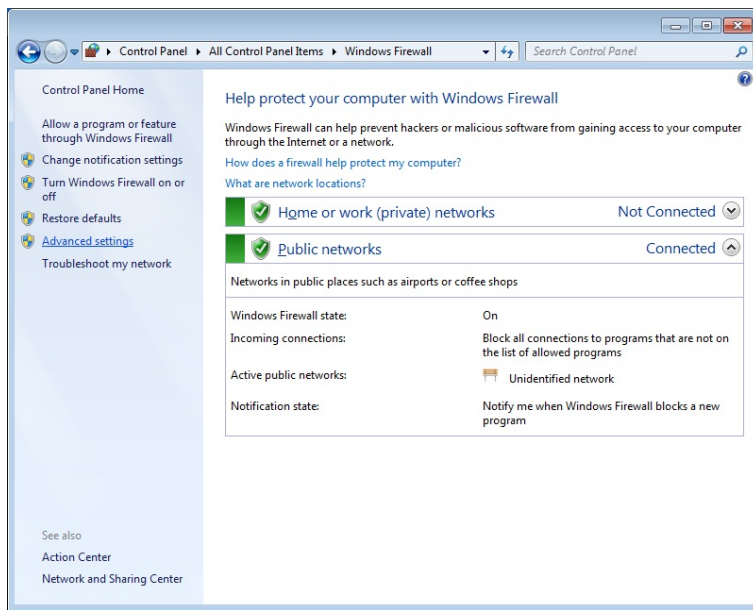 Control Panel ▸ All Control Panel Items ▸ Windows Firewall
Search Control Panel
Control Panel Home
Allow a program or feature
through Windows Firewall
Change notification settings
Turn Windows Firewall on or
off
Restore defaults
Advanced settings
Troubleshoot my network
See also
Action Center
Network and Sharing Center
Help protect your computer with Windows Firewall
Windows Firewall can help prevent hackers or malicious software from gaining access to your computer
through the Internet or a network.
How does a firewall help protect my computer?
What are network locations?
Home or work (private) networks Not Connected
Public networks Connected
Networks in public places such as airports or coffee shops
Windows Firewall state: On
Incoming connections: Block all connections to programs that are not on
the list of allowed programs
Active public networks: Unidentified network
Notification state: Notify me when Windows Firewall blocks a new
program